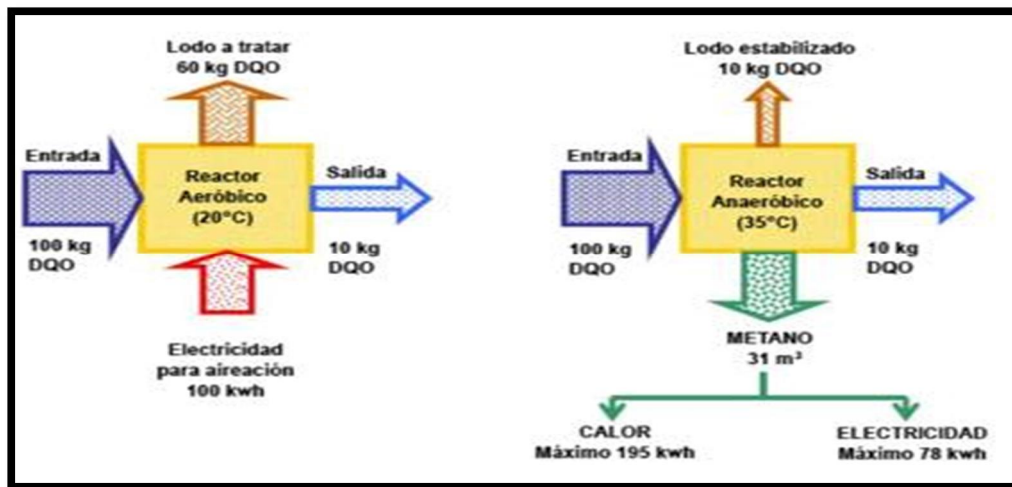 Lodo a tratar
60 kg DQO
Entrada
Reactor
Aeróbico
(20°C)
Salida
100 kg
DQO
10 kg
DQO
Electricidad
para aireación
100 kwh
Lodo estabilizado
10 kg DQO
Entrada
Reactor
Anaeróbico
(35°C)
Salida
100 kg
DQO
10 kg
DQO
METANO
31 m³
CALOR
Máximo 195 kwh
ELECTRICIDAD
Máximo 78 kwh